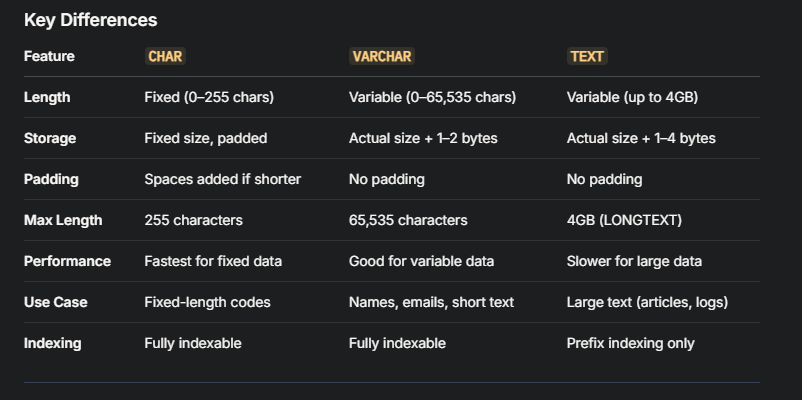 Key Differences
Feature CHAR VARCHAR TEXT
Length Fixed (0–255 chars) Variable (0–65,535 chars) Variable (up to 4GB)
Storage Fixed size, padded Actual size + 1–2 bytes Actual size + 1–4 bytes
Padding Spaces added if shorter No padding No padding
Max Length 255 characters 65,535 characters 4GB (LONGTEXT)
Performance Fastest for fixed data Good for variable data Slower for large data
Use Case Fixed-length codes Names, emails, short text Large text (articles, logs)
Indexing Fully indexable Fully indexable Prefix indexing only